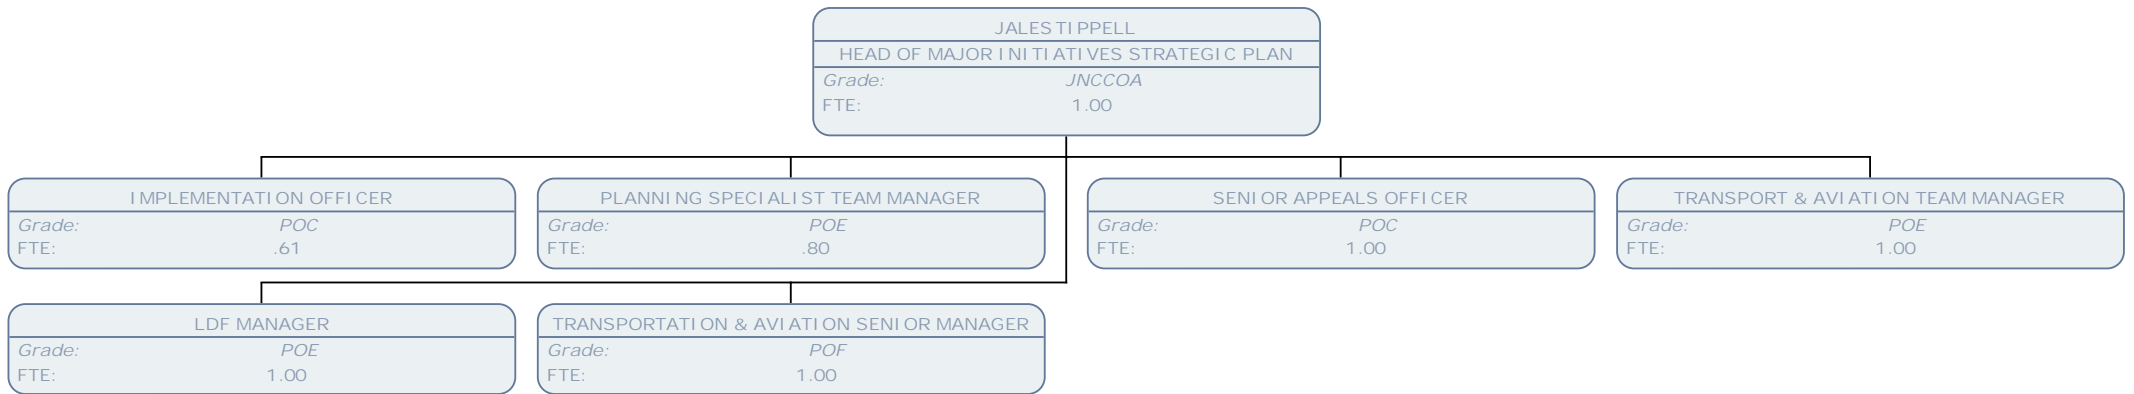 JALES TIPPELL
HEAD OF MAJOR INITIATIVES STRATEGIC PLAN
Grade: JNCCOA
FTE: 1.00
IMPLEMENTATION OFFICER
Grade: POC
FTE: .61
PLANNING SPECIALIST TEAM MANAGER
Grade: POE
FTE: .80
SENIOR APPEALS OFFICER
Grade: POC
FTE: 1.00
TRANSPORT & AVIATION TEAM MANAGER
Grade: POE
FTE: 1.00
LDF MANAGER
Grade: POE
FTE: 1.00
TRANSPORTATION & AVIATION SENIOR MANAGER
Grade: POF
FTE: 1.00